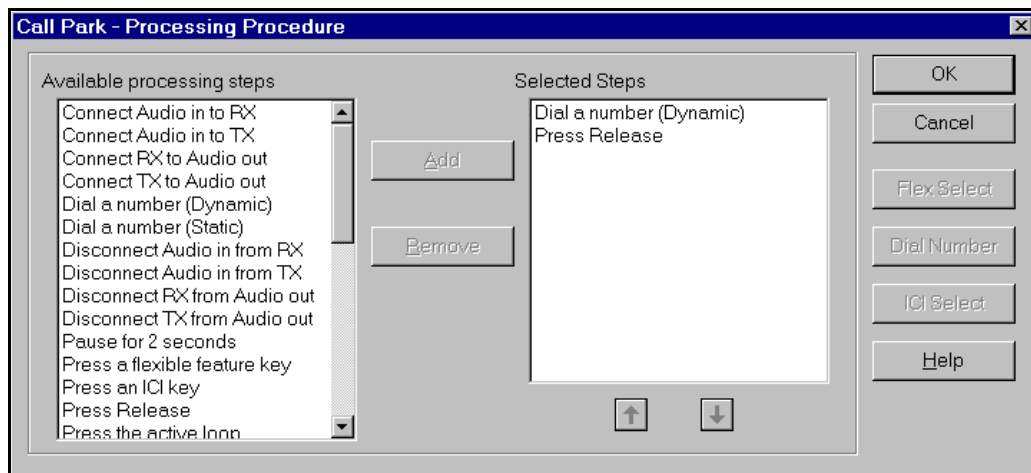 Call Park - Processing Procedure
Available processing steps
Connect Audio in to RX
Connect Audio in to TX
Connect RX to Audio out
Connect TX to Audio out
Dial a number (Dynamic)
Dial a number (Static)
Disconnect Audio in from RX
Disconnect Audio in from TX
Disconnect RX from Audio out
Disconnect TX from Audio out
Pause for 2 seconds
Press a flexible feature key
Press an ICI key
Press Release
Press the active loop
Add
Remove
Selected Steps
Dial a number (Dynamic)
Press Release
OK
Cancel
Flex Select
Dial Number
ICI Select
Help